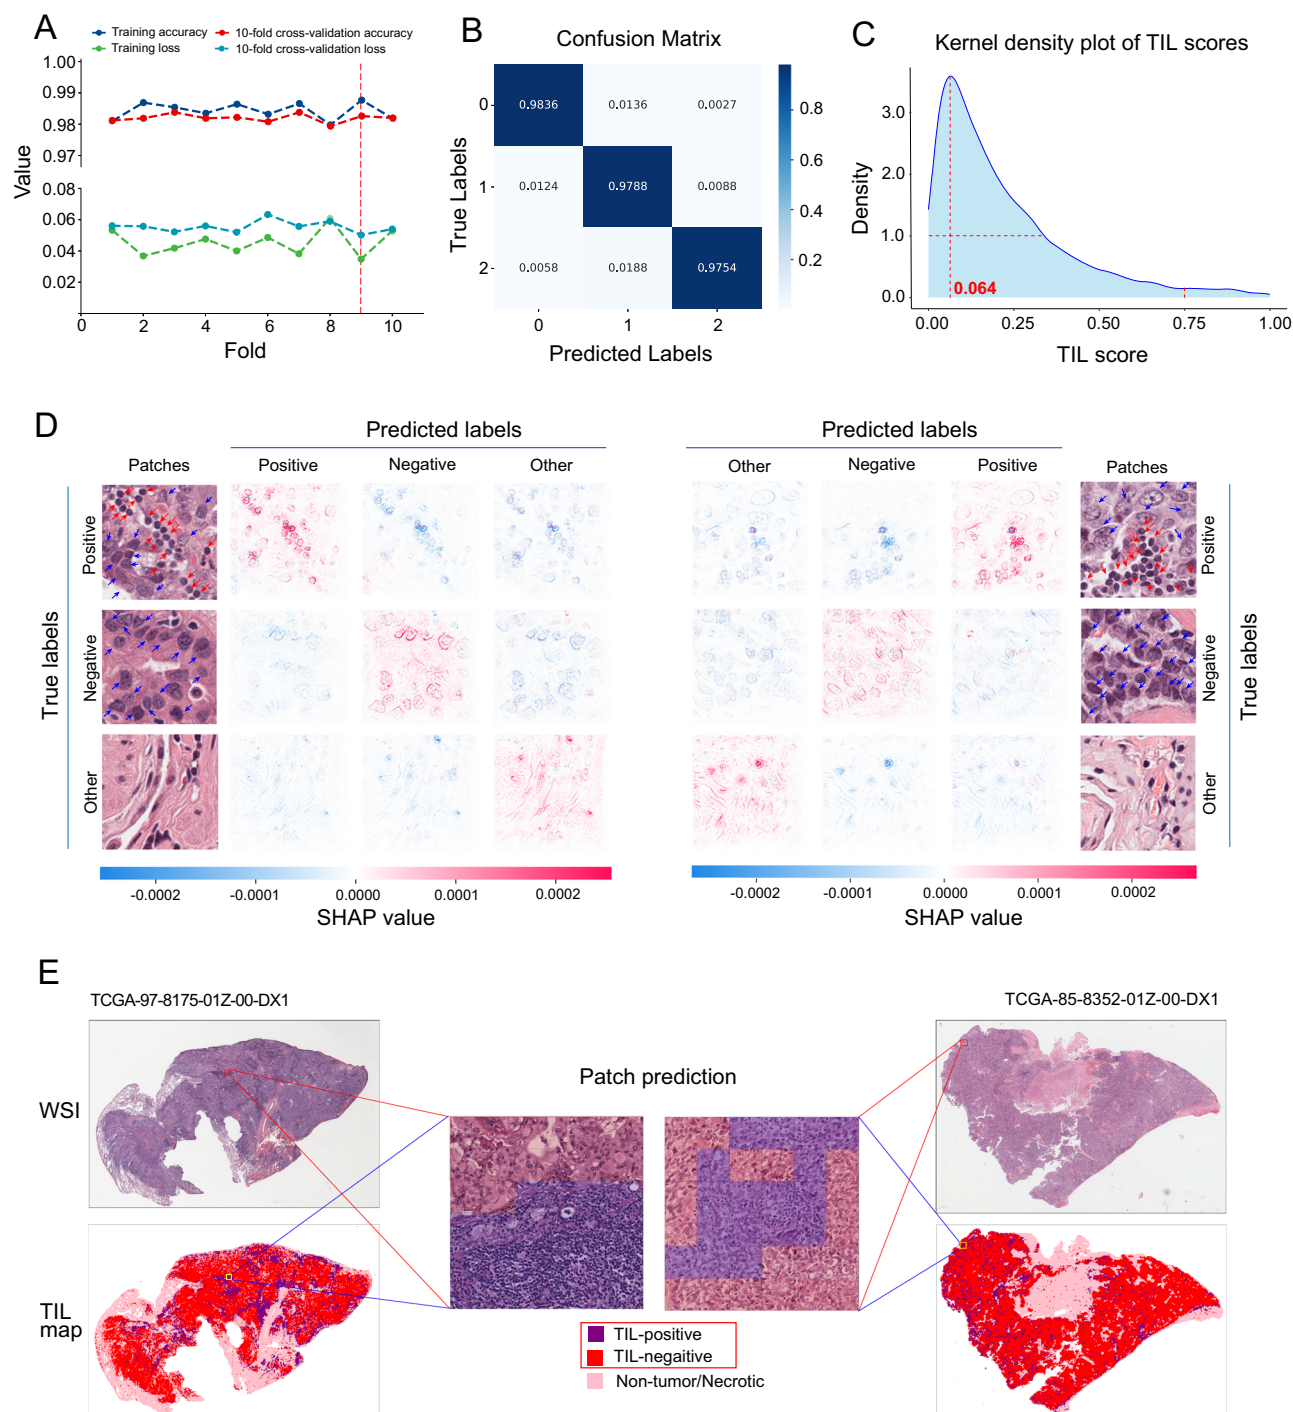 A
Training accuracy
10-fold cross-validation accuracy
Training loss
10-fold cross-validation loss
Value
1.00
0.99
0.98
0.97
0.08
0.06
0.04
0.02
0 2 4 6 8 10
Fold
B
Confusion Matrix
True Labels
0 0.9836 0.0136 0.0027
1 0.0124 0.9788 0.0088
2 0.0058 0.0188 0.9754
0 1 2
Predicted Labels
0.8
0.6
0.4
0.2
C
Kernel density plot of TIL scores
Density
3.0
2.0
1.0
0.0
0.064
0.00 0.25 0.50 0.75 1.00
TIL score
D
Predicted labels
Patches Positive Negative Other
True labels
Positive
Negative
Other
-0.0002 -0.0001 0.0000 0.0001 0.0002
SHAP value
Predicted labels
Other Negative Positive Patches
Positive
Negative
Other
True labels
-0.0002 -0.0001 0.0000 0.0001 0.0002
SHAP value
E
TCGA-97-8175-01Z-00-DX1
TCGA-85-8352-01Z-00-DX1
WSI
Patch prediction
TIL
map
TIL-positive
TIL-negaitive
Non-tumor/Necrotic